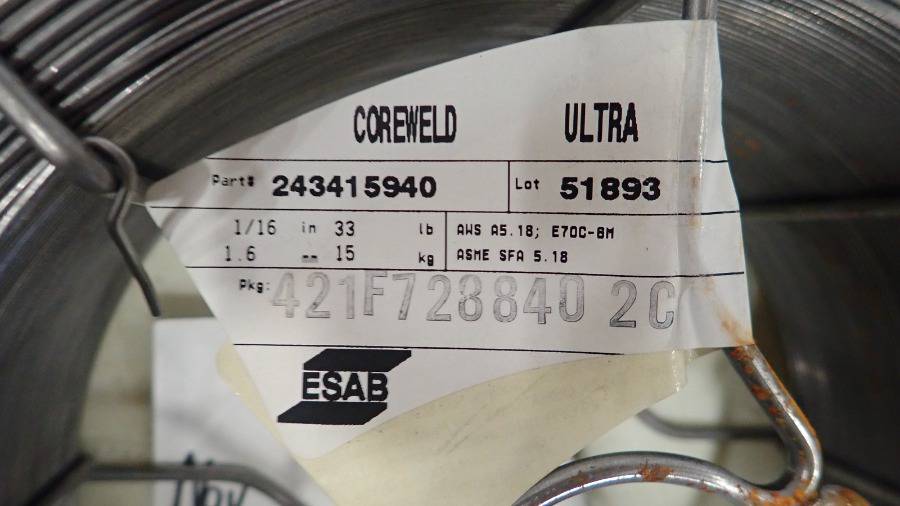 COREWELD ULTRA
Part# 243415940 Lot 51893
1/16 in 33 lb AWS A5.18; E70C-6M
1.6 mm 15 kg ASME SFA 5.18
Pkg: 421F728840 2C
ESAB
Nov